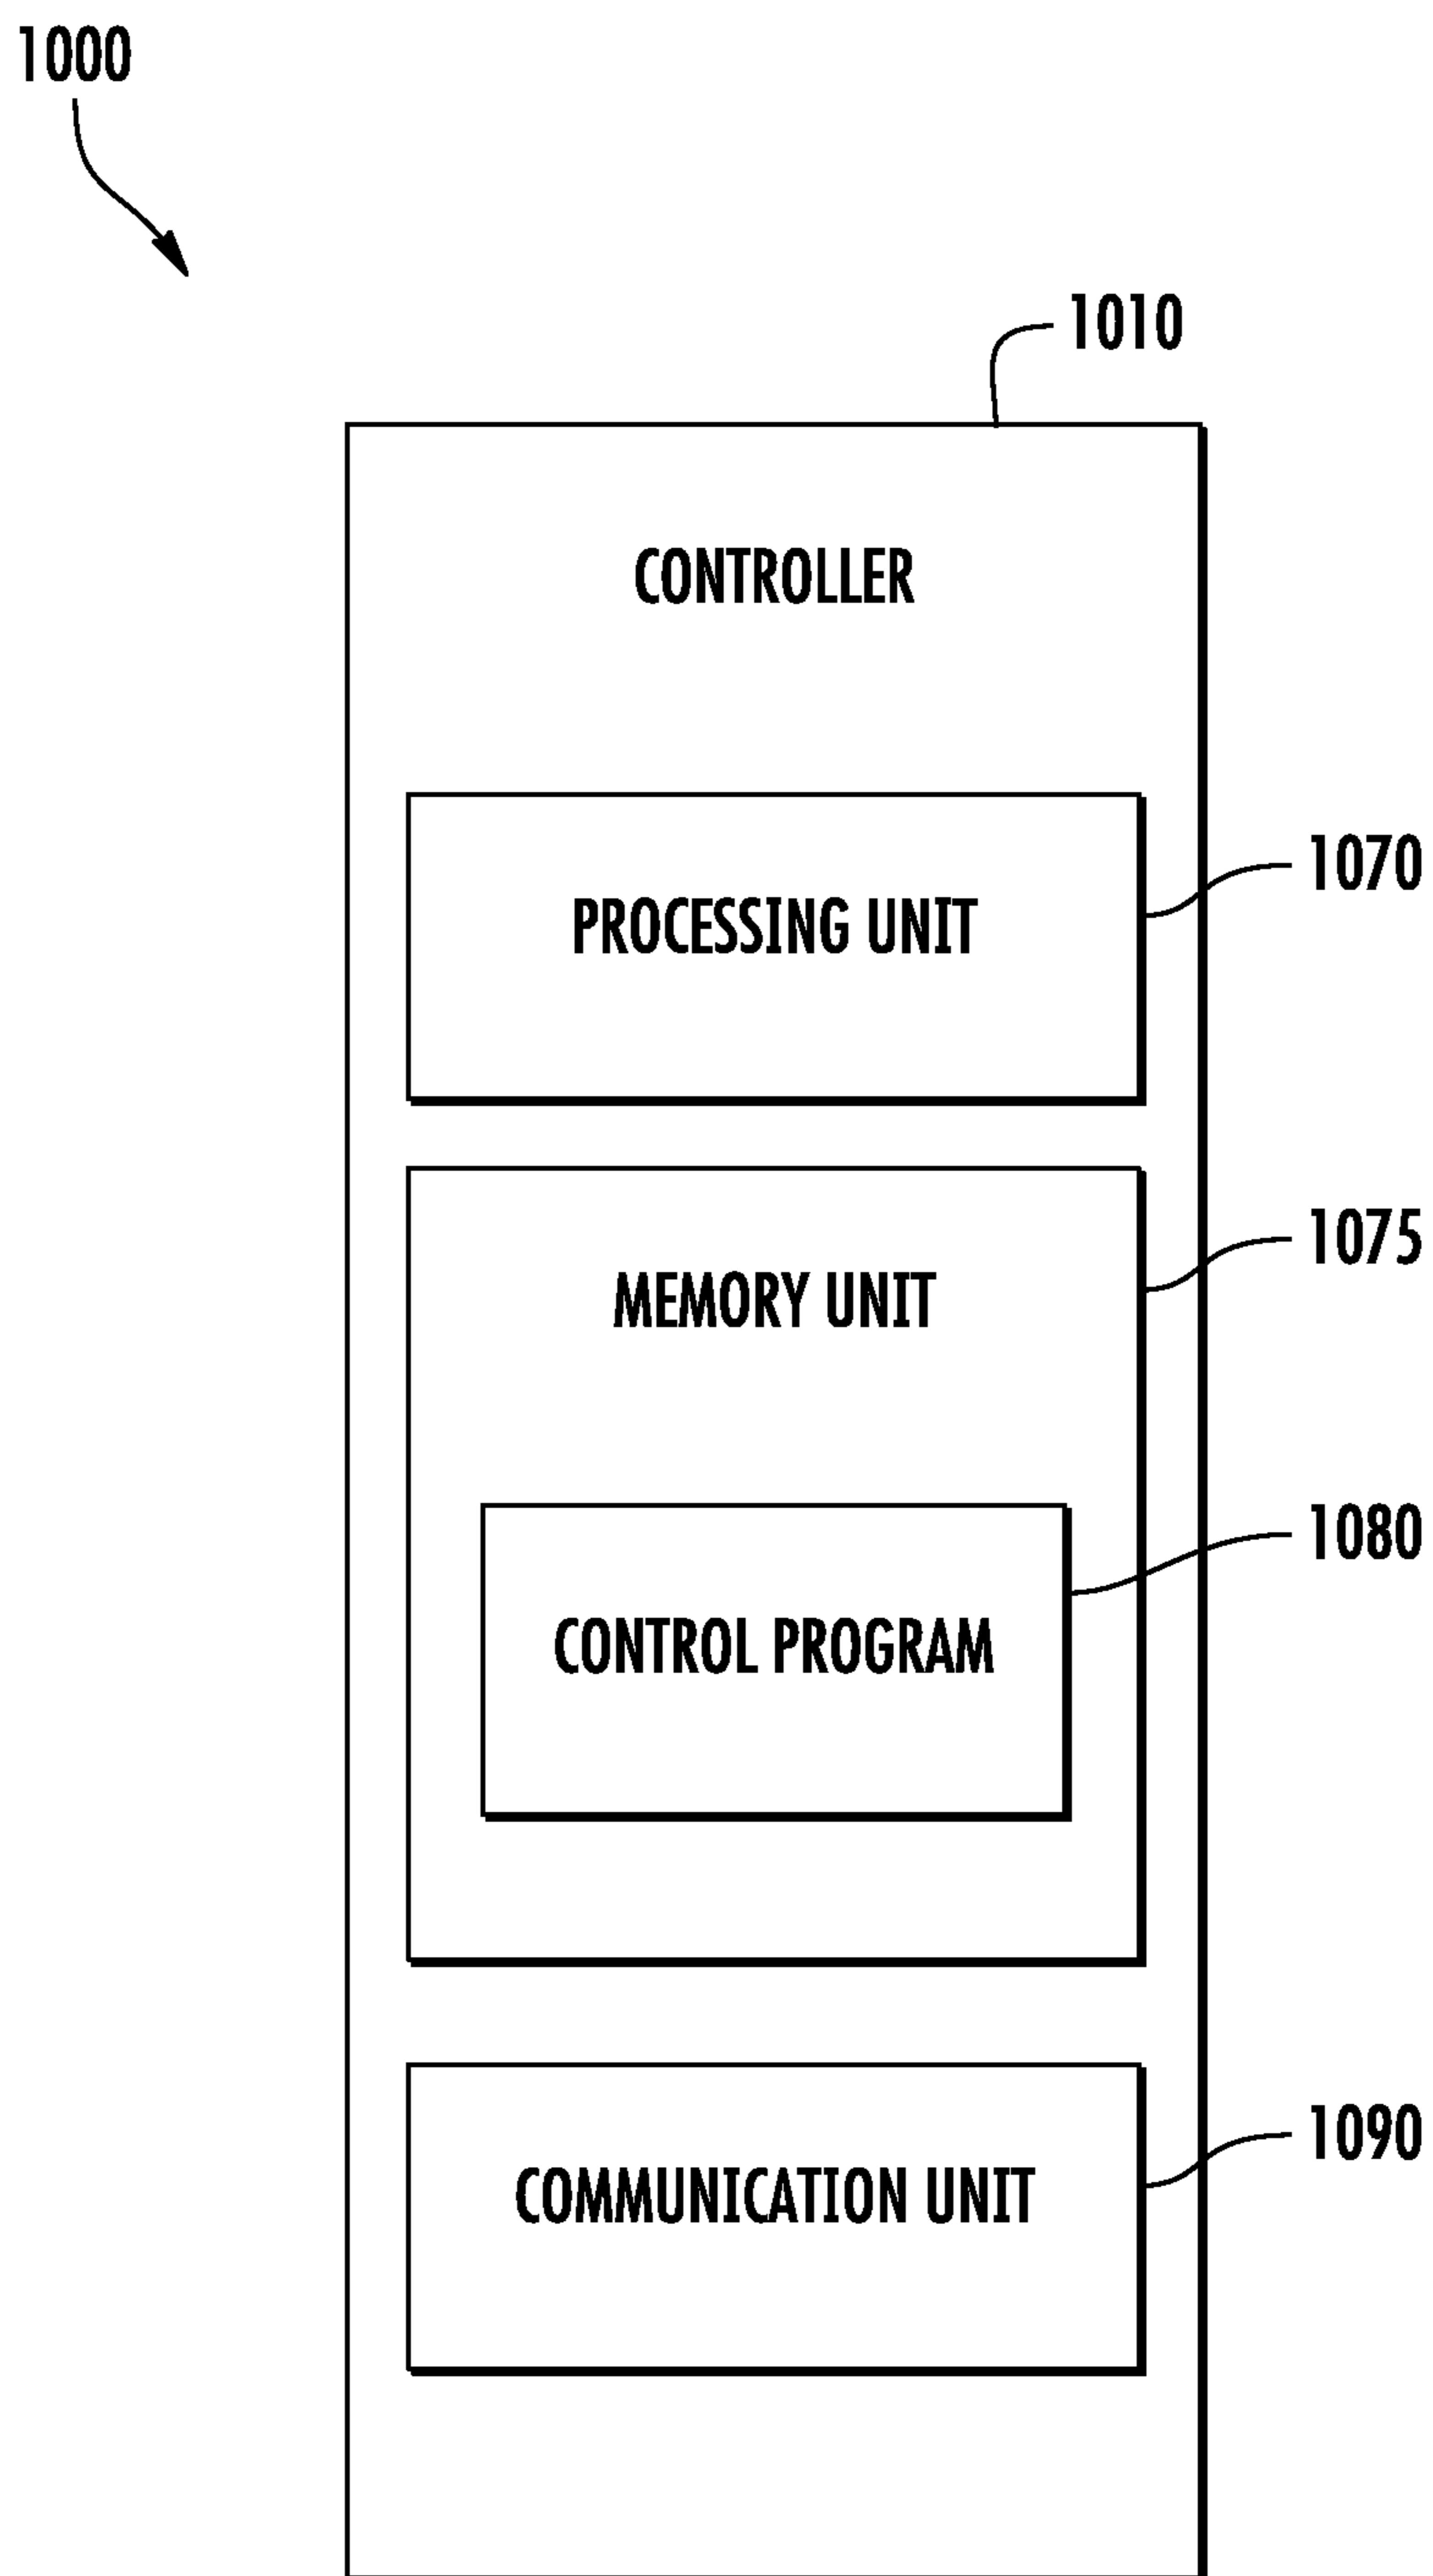 1000
1010
CONTROLLER
1070
PROCESSING UNIT
1075
MEMORY UNIT
1080
CONTROL PROGRAM
1090
COMMUNICATION UNIT